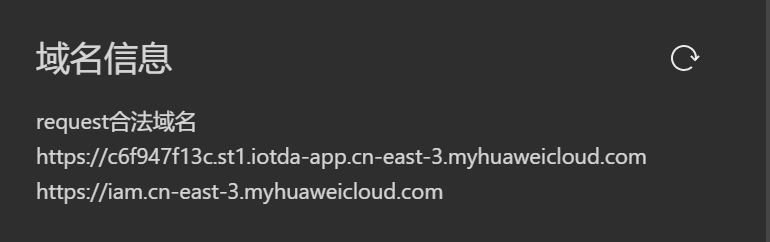 域名信息
request合法域名
https://c6f947f13c.st1.iotda-app.cn-east-3.myhuaweicloud.com
https://iam.cn-east-3.myhuaweicloud.com